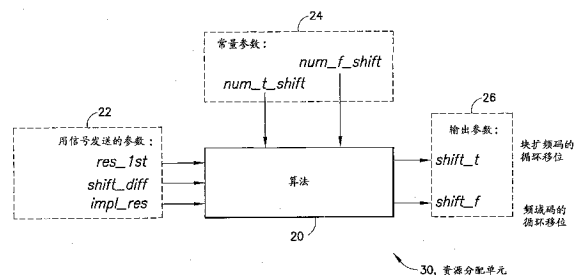 24
常量参数：
num_f_shift
num_t_shift
22
用信号发送的参数：
res_1st
shift_diff
impl_res
算法
20
26
输出参数：
shift_t
shift_f
块扩频码的
循环移位
频域码的
循环移位
30, 资源分配单元